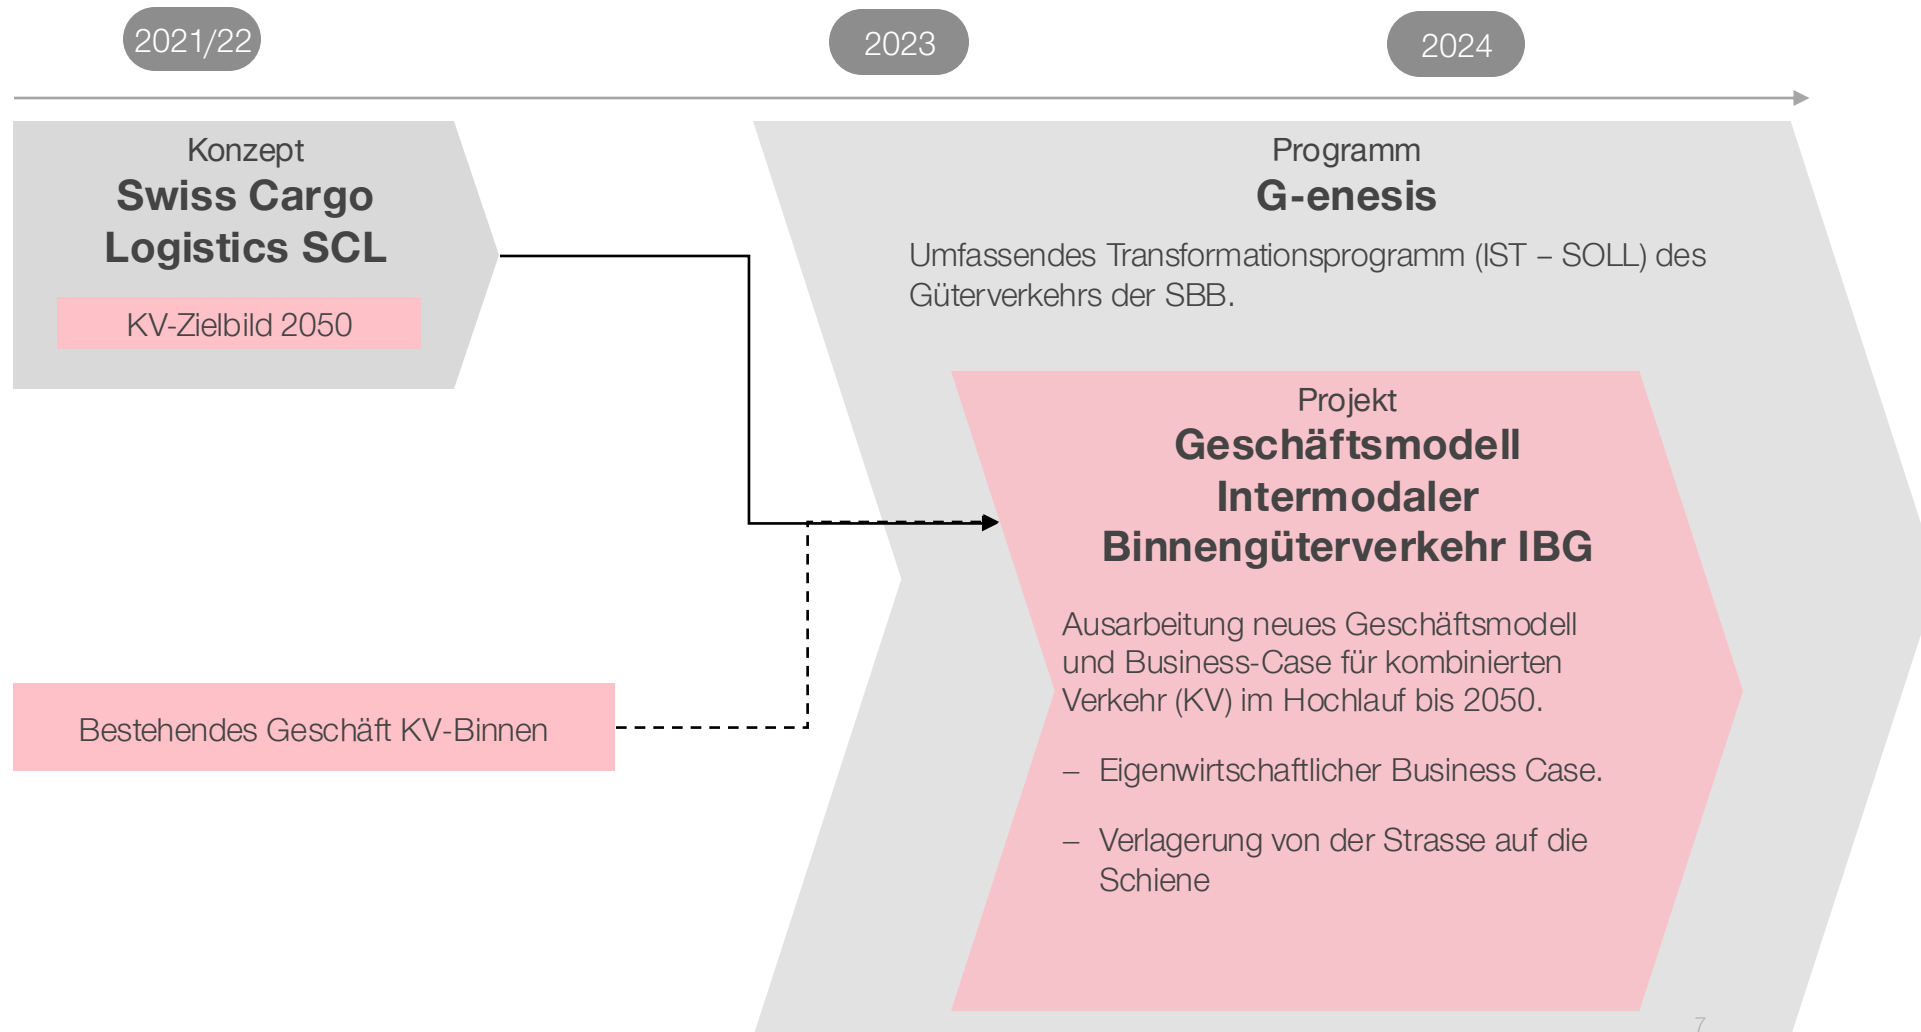 2021/22
2023
2024
Konzept
Swiss Cargo
Logistics SCL
KV-Zielbild 2050
Bestehendes Geschäft KV-Binnen
Programm
G-enesis
Umfassendes Transformationsprogramm (IST – SOLL) des
Güterverkehrs der SBB.
Projekt
Geschäftsmodell
Intermodaler
Binnengüterverkehr IBG
Ausarbeitung neues Geschäftsmodell
und Business-Case für kombinierten
Verkehr (KV) im Hochlauf bis 2050.
– Eigenwirtschaftlicher Business Case.
– Verlagerung von der Strasse auf die
Schiene
7